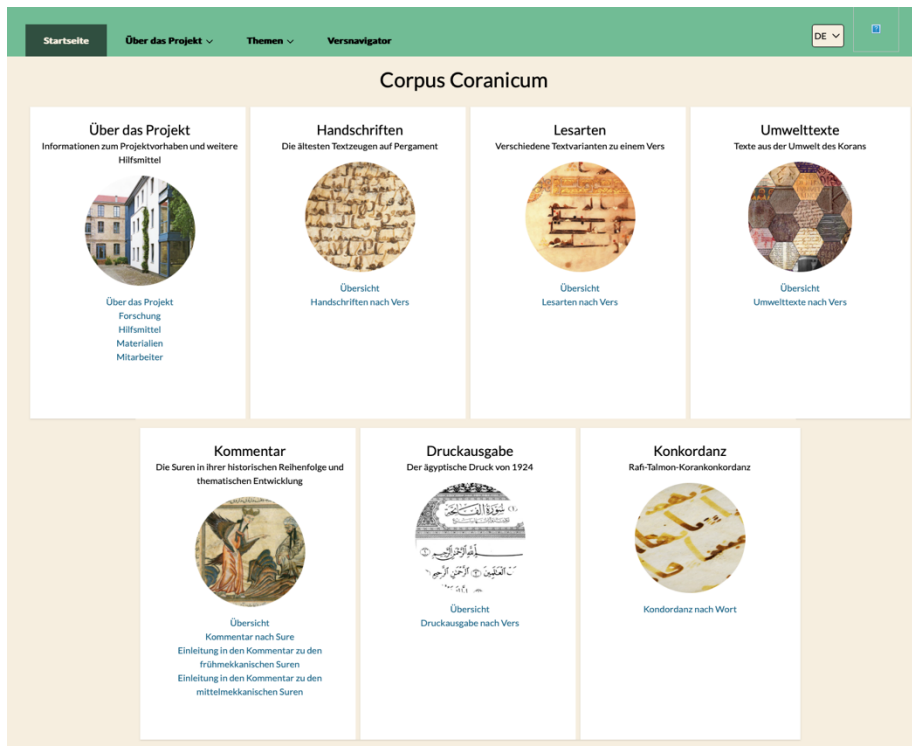 Startseite
Über das Projekt
Themen
Versnavigator
DE
Corpus Coranicum
Über das Projekt
Informationen zum Projektvorhaben und weitere
Hilfsmittel
Über das Projekt
Forschung
Hilfsmittel
Materialien
Mitarbeiter
Handschriften
Die ältesten Textzeugen auf Pergament
Übersicht
Handschriften nach Vers
Lesarten
Verschiedene Textvarianten zu einem Vers
Übersicht
Lesarten nach Vers
Umwelttexte
Texte aus der Umwelt des Korans
Übersicht
Umwelttexte nach Vers
Kommentar
Die Suren in ihrer historischen Reihenfolge und
thematischen Entwicklung
Übersicht
Kommentar nach Sure
Einleitung in den Kommentar zu den
frühmekkanischen Suren
Einleitung in den Kommentar zu den
mittelmekkanischen Suren
Druckausgabe
Der ägyptische Druck von 1924
سُورَةُ الْفَاتِحَةِ
Übersicht
Druckausgabe nach Vers
Konkordanz
Rafi-Talmon-Korankonkordanz
Kondordanz nach Wort